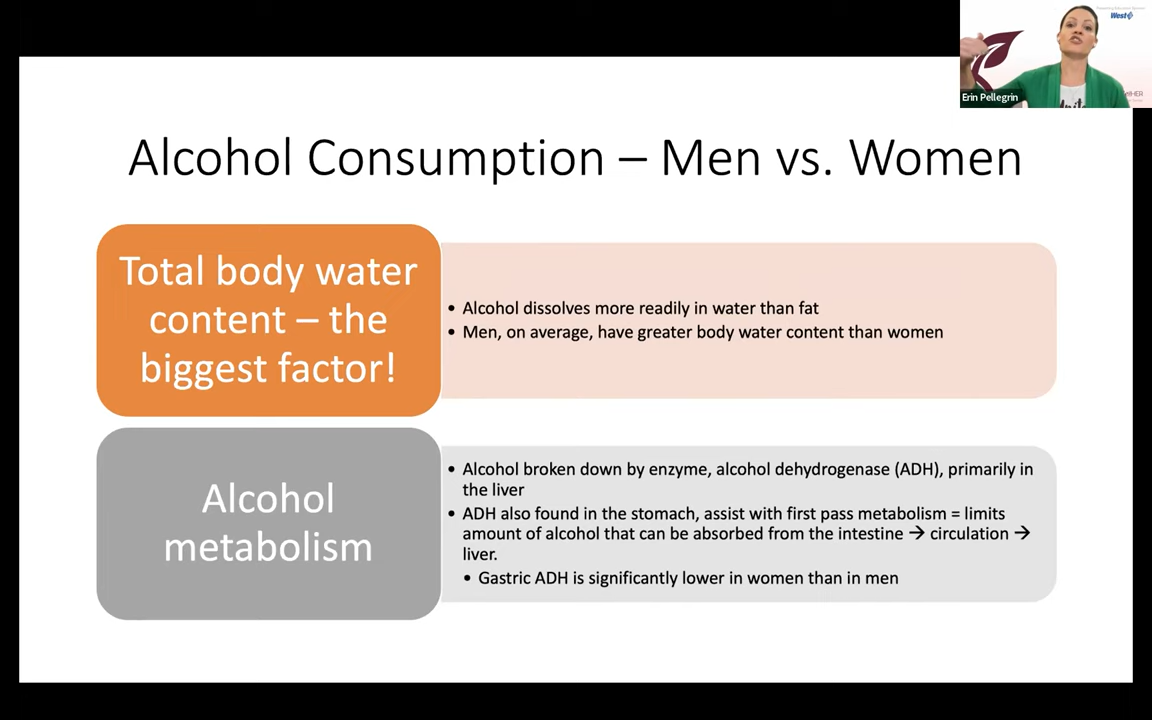 West
Erin Pellegrin
Alcohol Consumption – Men vs. Women
Total body water
content – the
biggest factor!
• Alcohol dissolves more readily in water than fat
• Men, on average, have greater body water content than women
Alcohol
metabolism
• Alcohol broken down by enzyme, alcohol dehydrogenase (ADH), primarily in
the liver
• ADH also found in the stomach, assist with first pass metabolism = limits
amount of alcohol that can be absorbed from the intestine → circulation →
liver.
• Gastric ADH is significantly lower in women than in men